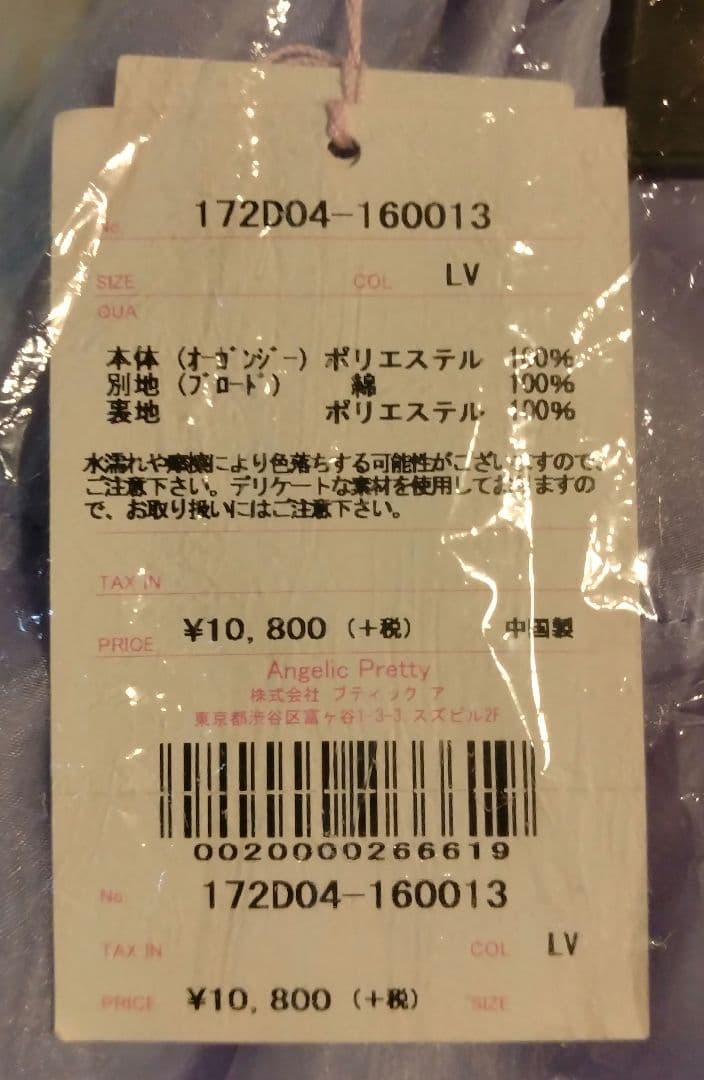 No. 172D04-160013
SIZE COL LV
QUA
本体 (ｵｰｶﾞﾝｼﾞｰ) ポリエステル 100%
別地 (ﾌﾞﾛｰﾄﾞ) 綿 100%
裏地 ポリエステル 100%
水濡れや摩擦により色落ちする可能性がございますので、
ご注意下さい。デリケートな素材を使用しておりますの
で、お取り扱いにはご注意下さい。
TAX IN
PRICE ¥10,800 (+税) 中国製
Angelic Pretty
株式会社 ブティック ア
東京都渋谷区富ヶ谷1-3-3 スズビル2F
0020000266619
No. 172D04-160013
TAX IN COL LV
PRICE ¥10,800 (+税) SIZE